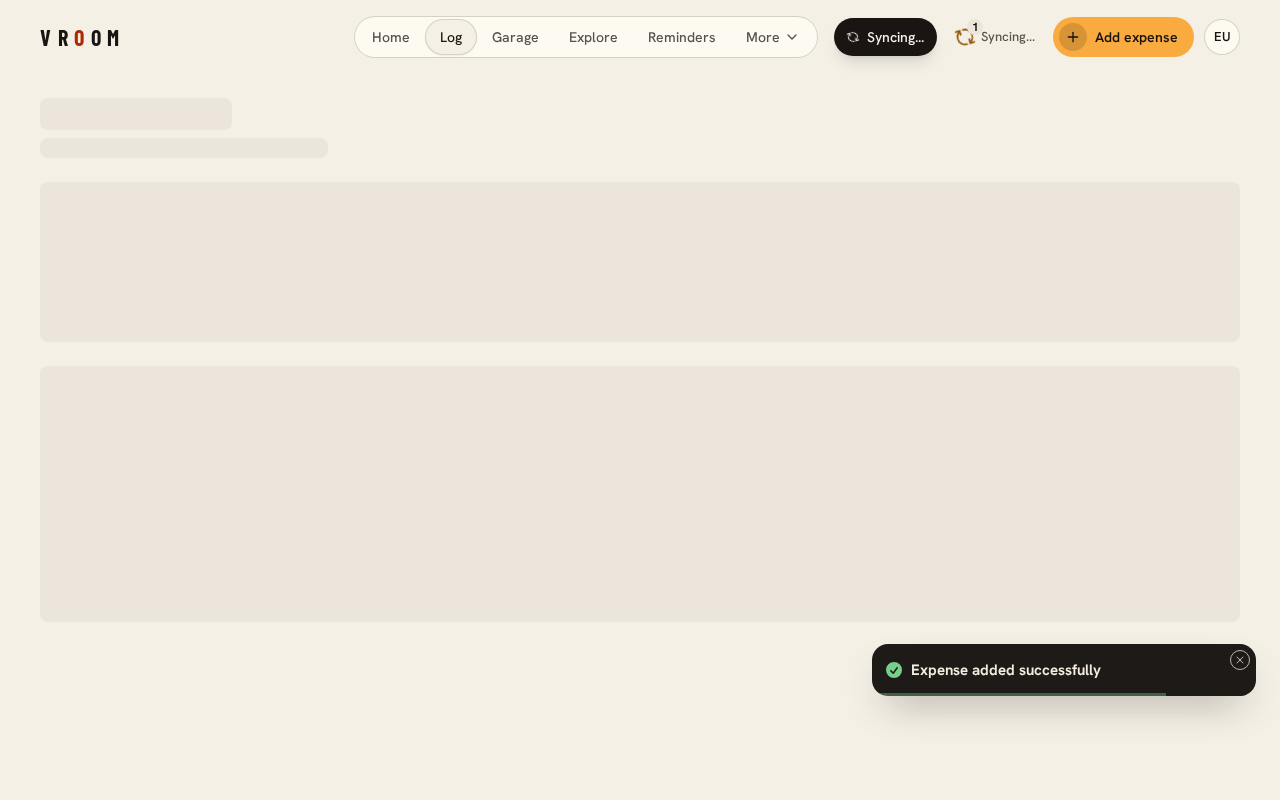 VROOM
Home
Log
Garage
Explore
Reminders
More
Syncing...
1
Syncing...
Add expense
EU
Expense added successfully